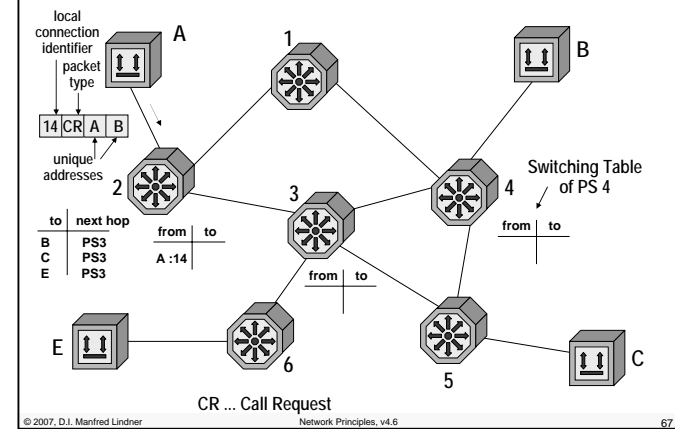 local
connection
identifier
packet
type
14 CR A B
unique
addresses
A
1
B
2
3
4
Switching Table
of PS 4
to next hop
B PS3
C PS3
E PS3
from to
A :14
from to
from to
E
6
5
C
CR ... Call Request
© 2007, D.I. Manfred Lindner
Network Principles, v4.6
67